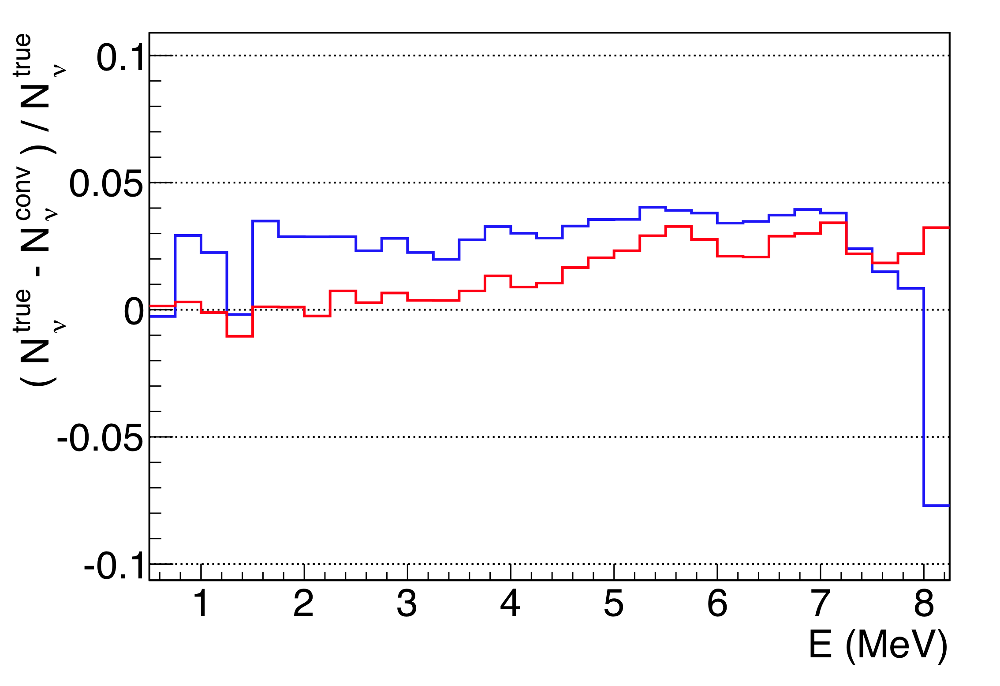 ( N_ν^true - N_ν^conv ) / N_ν^true
0.1
0.05
0
-0.05
-0.1
1 2 3 4 5 6 7 8
E (MeV)